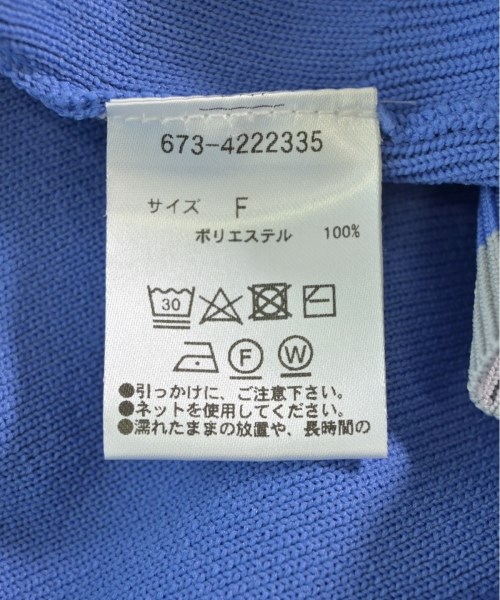 673-4222335
サイズ F
ポリエステル 100%
30
F W
●引っかけに、ご注意下さい。
●ネットを使用してください。
●濡れたままの放置や、長時間の